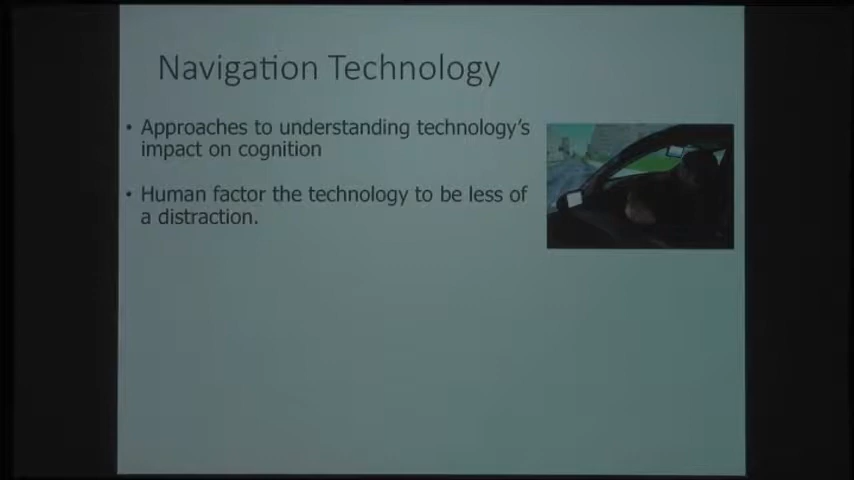 Navigation Technology
• Approaches to understanding technology's
impact on cognition
• Human factor the technology to be less of
a distraction.